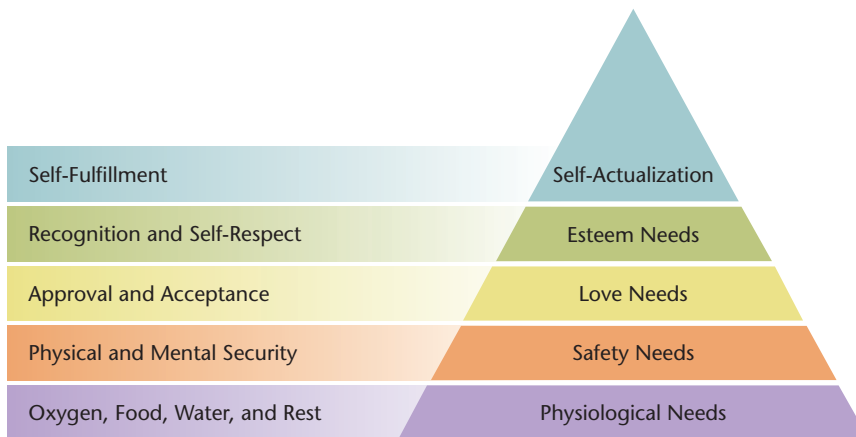 Self-Fulfillment Self-Actualization
Recognition and Self-Respect Esteem Needs
Approval and Acceptance Love Needs
Physical and Mental Security Safety Needs
Oxygen, Food, Water, and Rest Physiological Needs